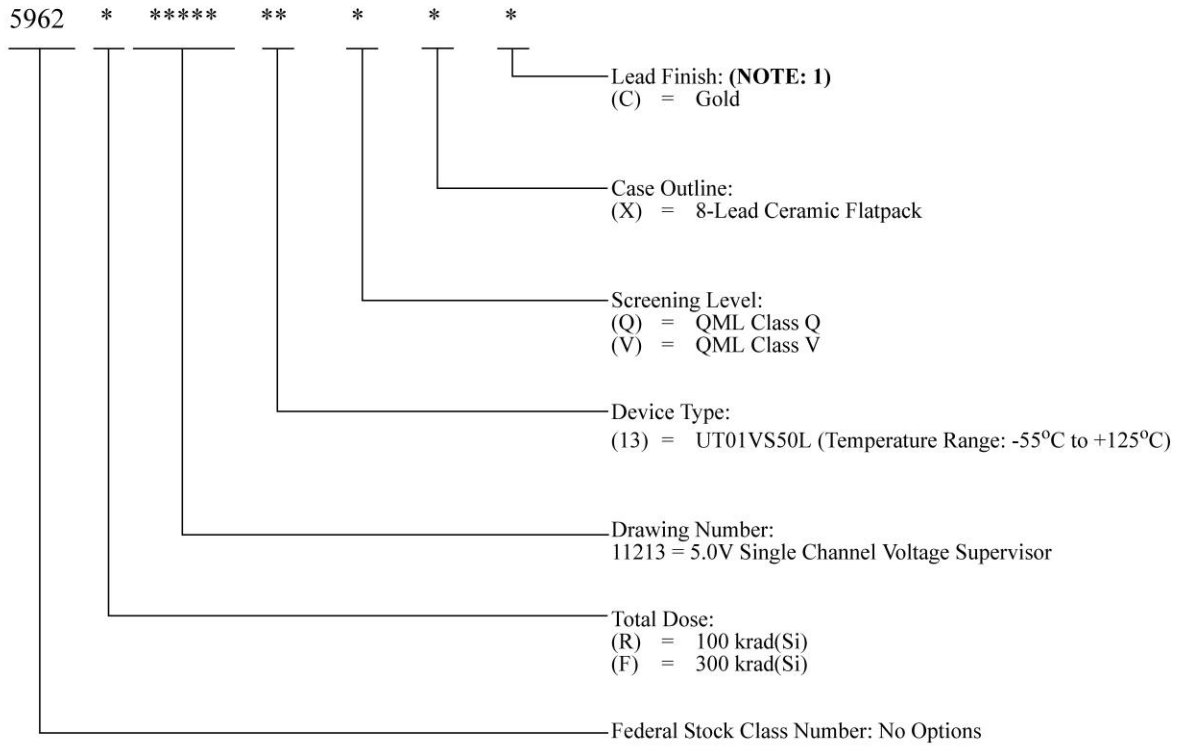 5962 * ***** ** * * *
Lead Finish: (NOTE: 1)
(C) = Gold
Case Outline:
(X) = 8-Lead Ceramic Flatpack
Screening Level:
(Q) = QML Class Q
(V) = QML Class V
Device Type:
(13) = UT01VS50L (Temperature Range: -55°C to +125°C)
Drawing Number:
11213 = 5.0V Single Channel Voltage Supervisor
Total Dose:
(R) = 100 krad(Si)
(F) = 300 krad(Si)
Federal Stock Class Number: No Options